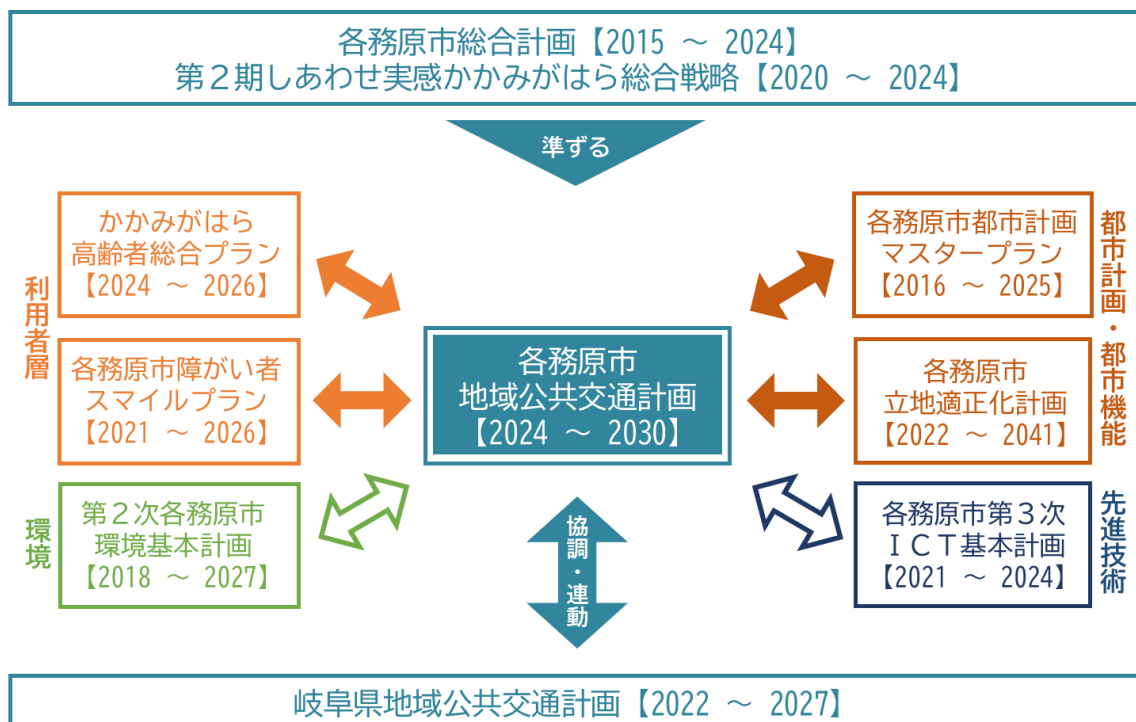 各務原市総合計画【2015 ～ 2024】
第２期しあわせ実感かかみがはら総合戦略【2020 ～ 2024】
準ずる
利用者層
かかみがはら
高齢者総合プラン
【2024 ～ 2026】
各務原市障がい者
スマイルプラン
【2021 ～ 2026】
環境
第２次各務原市
環境基本計画
【2018 ～ 2027】
各務原市
地域公共交通計画
【2024 ～ 2030】
各務原市都市計画
マスタープラン
【2016 ～ 2025】
各務原市
立地適正化計画
【2022 ～ 2041】
都市計画・都市機能
各務原市第３次
ＩＣＴ基本計画
【2021 ～ 2024】
先進技術
協調・連動
岐阜県地域公共交通計画【2022 ～ 2027】